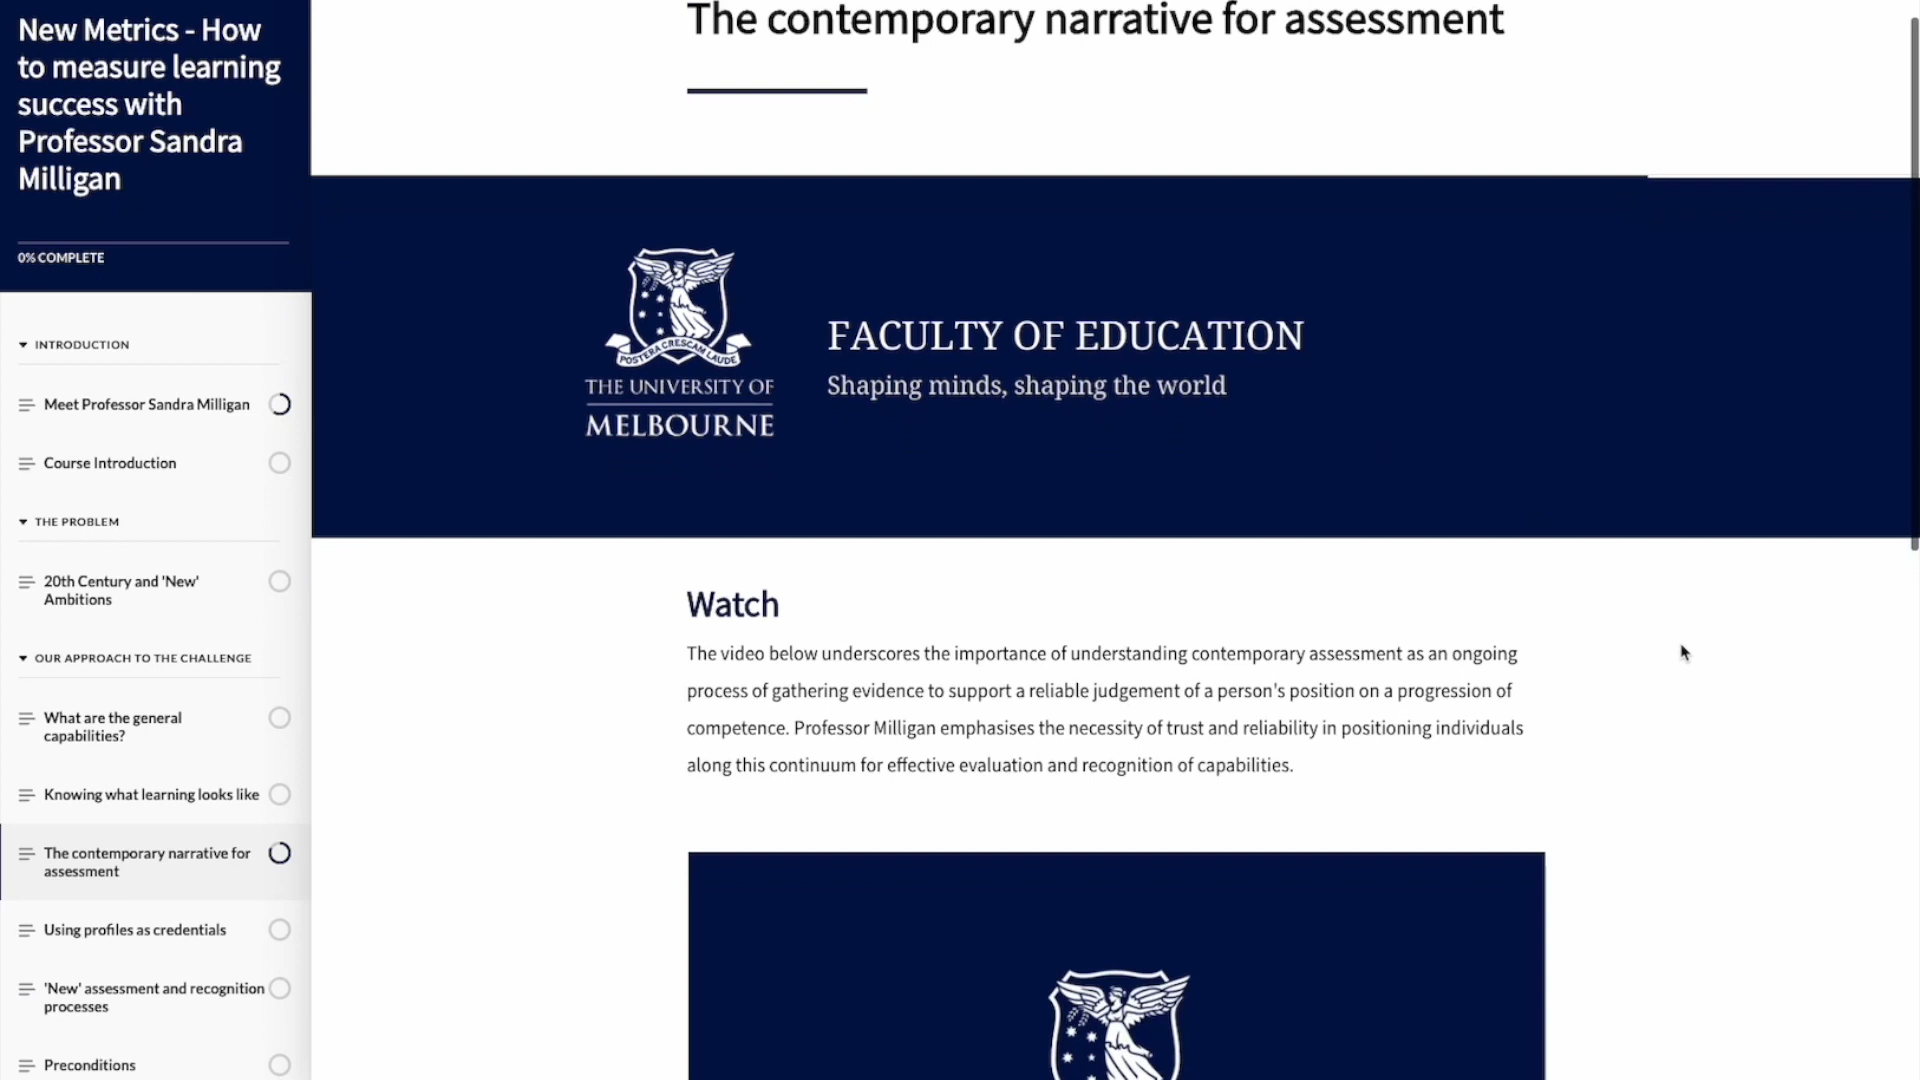 New Metrics - How
to measure learning
success with
Professor Sandra
Milligan
0% COMPLETE
INTRODUCTION
Meet Professor Sandra Milligan
Course Introduction
THE PROBLEM
20th Century and 'New'
Ambitions
OUR APPROACH TO THE CHALLENGE
What are the general
capabilities?
Knowing what learning looks like
The contemporary narrative for
assessment
Using profiles as credentials
'New' assessment and recognition
processes
Preconditions
The contemporary narrative for assessment
POSTERA CRESCAM LAUDE
THE UNIVERSITY OF
MELBOURNE
FACULTY OF EDUCATION
Shaping minds, shaping the world
Watch
The video below underscores the importance of understanding contemporary assessment as an ongoing
process of gathering evidence to support a reliable judgement of a person's position on a progression of
competence. Professor Milligan emphasises the necessity of trust and reliability in positioning individuals
along this continuum for effective evaluation and recognition of capabilities.